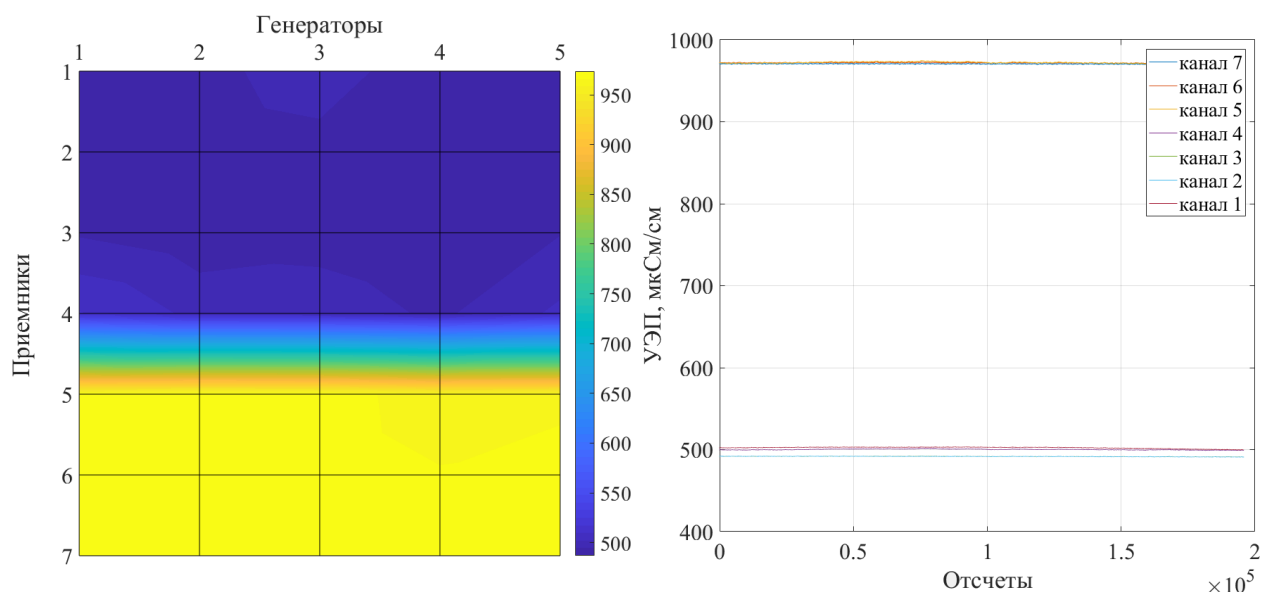 Генераторы
1 2 3 4 5
1
2
3
4
5
6
7
Приемники
950
900
850
800
750
700
650
600
550
500
УЭП, мкСм/см
1000
900
800
700
600
500
400
0 0.5 1 1.5 2
×10⁵
Отсчеты
канал 7
канал 6
канал 5
канал 4
канал 3
канал 2
канал 1